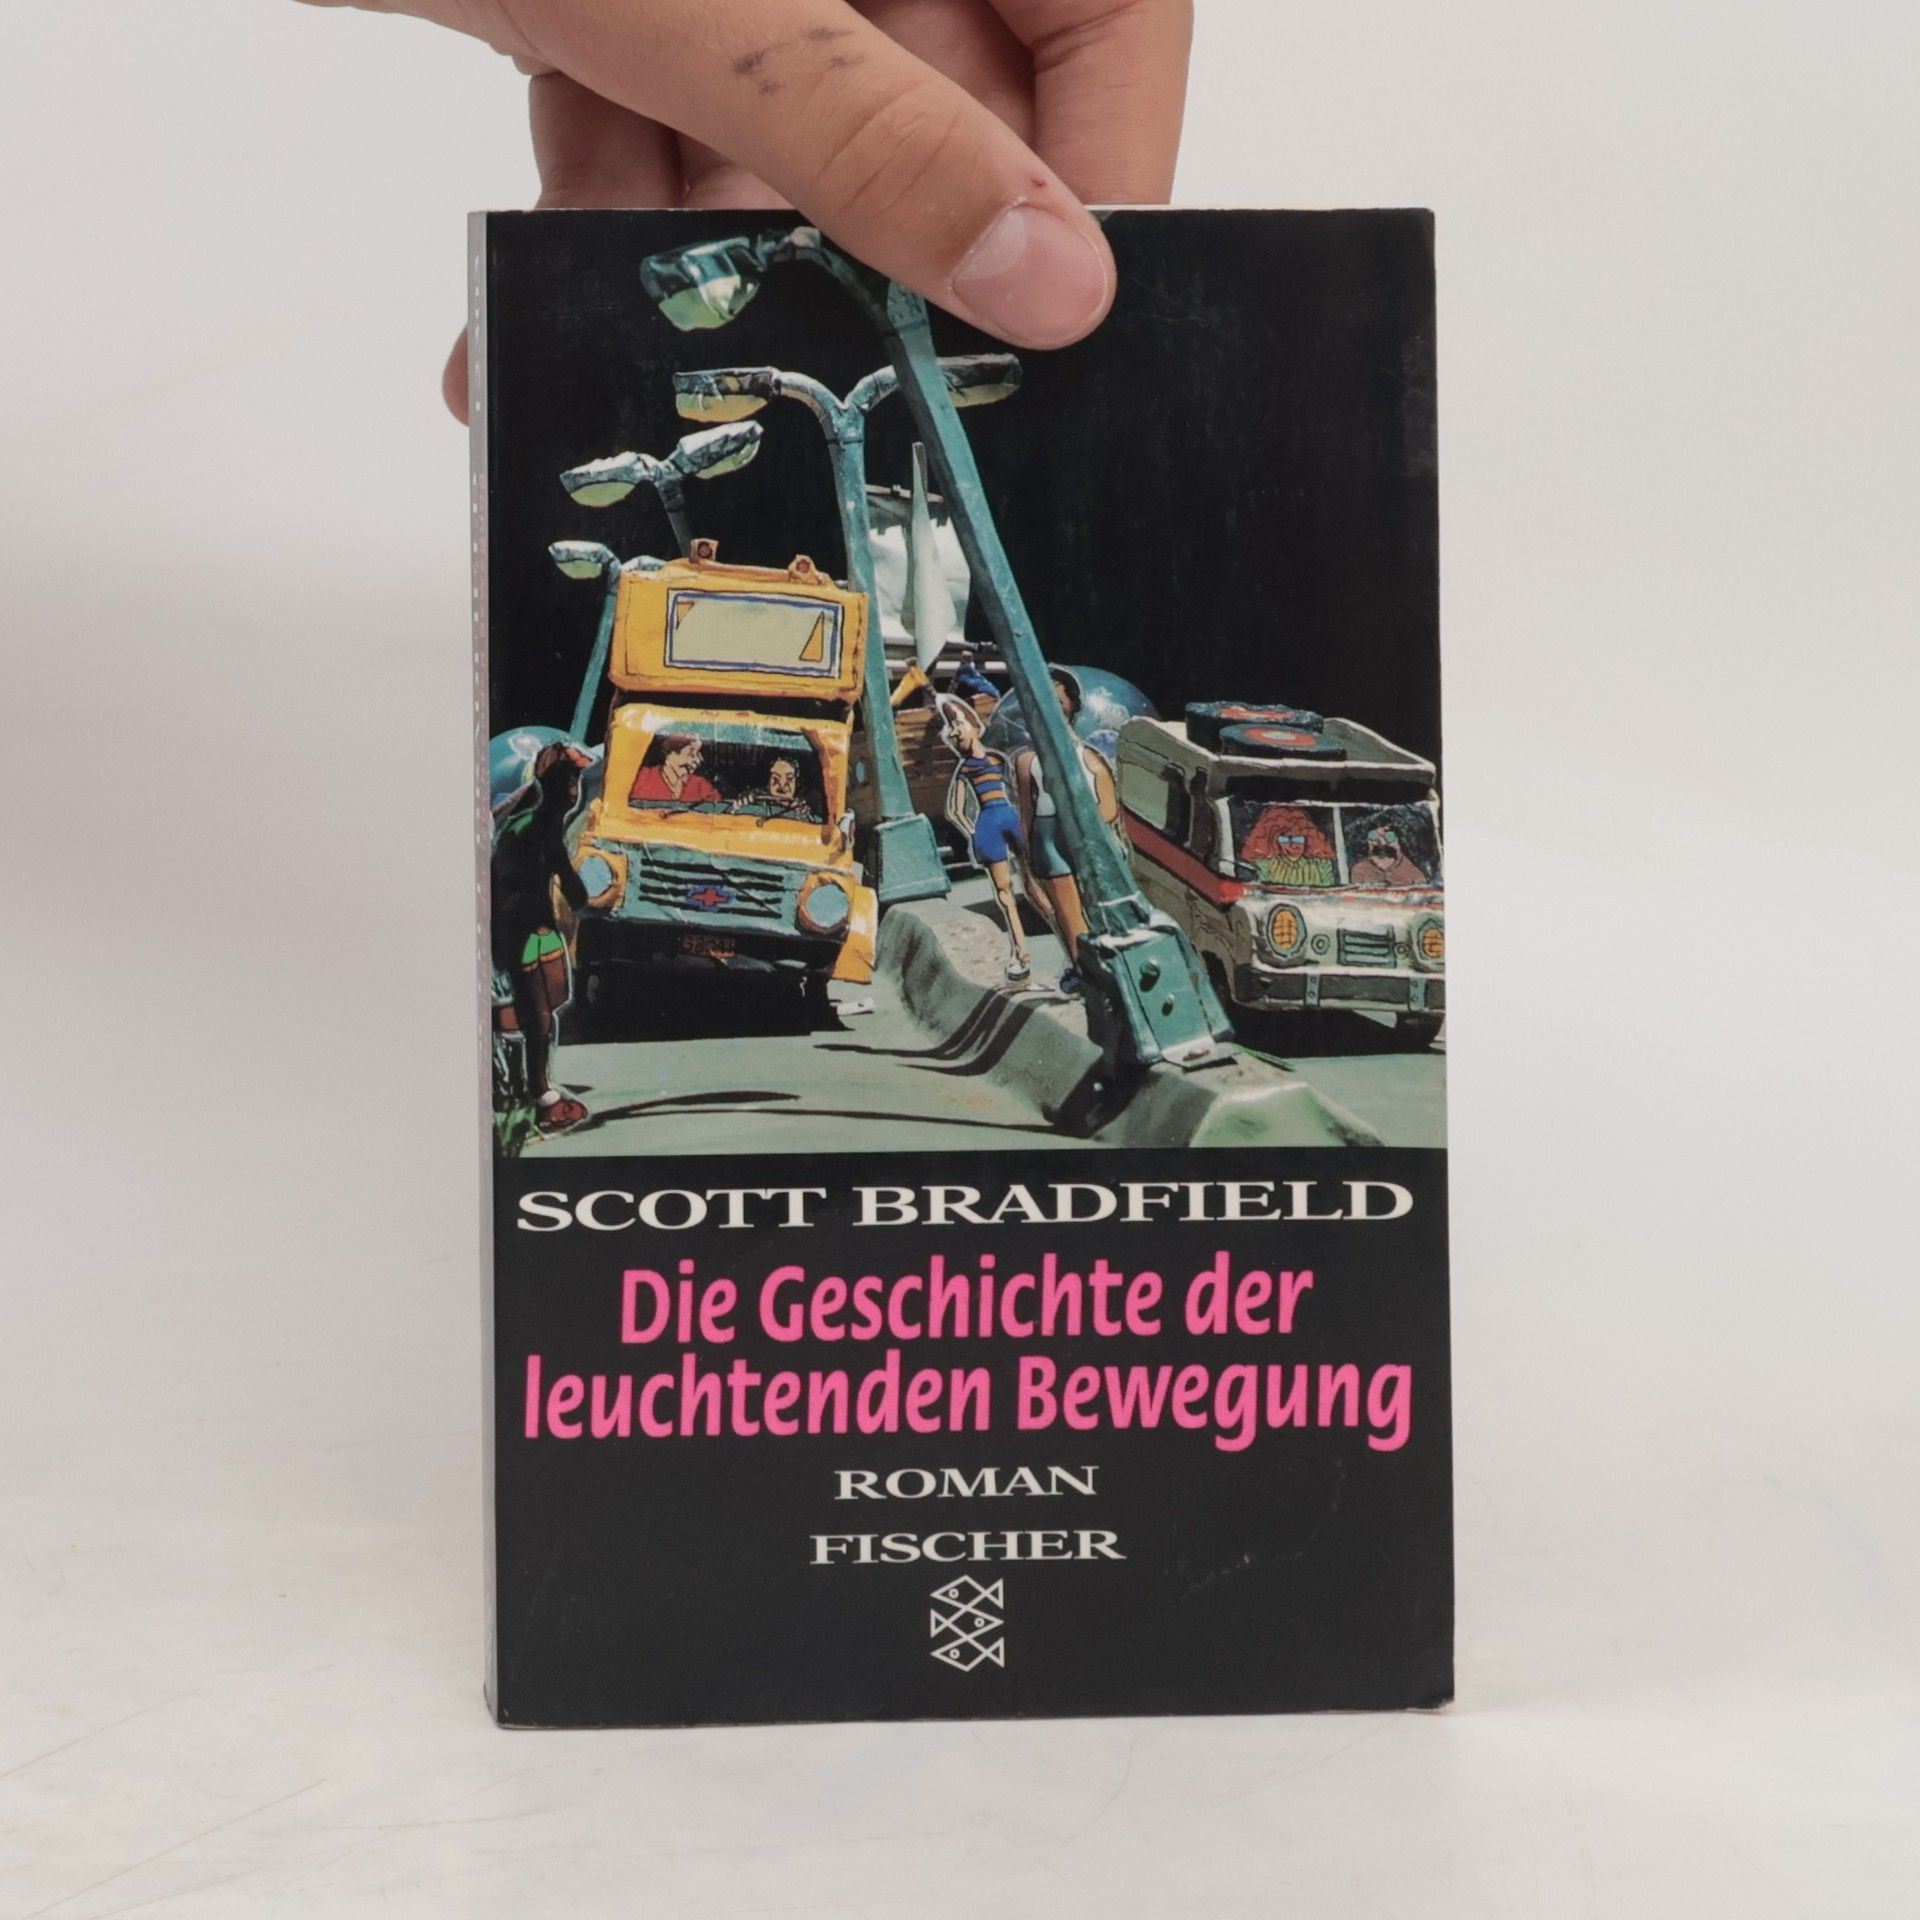 SCOTT BRADFIELD
Die Geschichte der
leuchtenden Bewegung
ROMAN
FISCHER